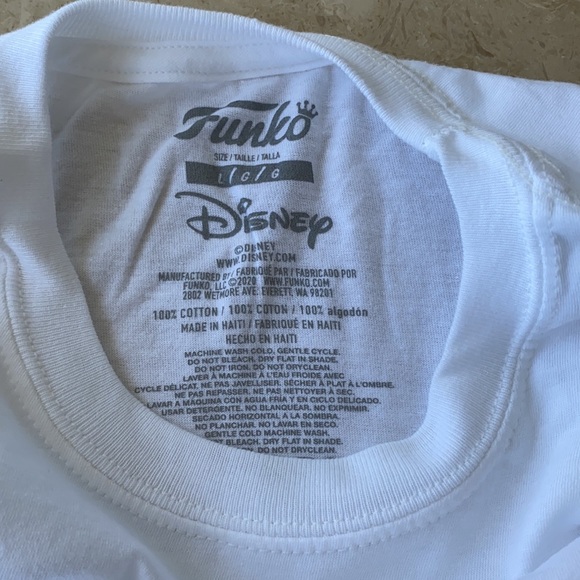 Funko
SIZE / TAILLE / TALLA
L / G / G
Disney
©DISNEY
WWW.DISNEY.COM
MANUFACTURED BY / FABRIQUÉ PAR / FABRICADO POR
FUNKO, LLC ©2020 WWW.FUNKO.COM
2802 WETMORE AVE. EVERETT, WA 98201
100% COTTON / 100% COTON / 100% algodón
MADE IN HAITI / FABRIQUÉ EN HAITI
HECHO EN HAITI
MACHINE WASH COLD, GENTLE CYCLE.
DO NOT BLEACH. DRY FLAT IN SHADE.
DO NOT IRON. DO NOT DRYCLEAN.
LAVER À MACHINE À L'EAU FROIDE AVEC
CYCLE DÉLICAT. NE PAS JAVELLISER. SÉCHER À PLAT À L'OMBRE.
NE PAS REPASSER. NE PAS NETTOYER À SEC.
LAVAR A MAQUINA CON AGUA FRÍA Y EN CICLO DELICADO.
USAR DETERGENTE. NO BLANQUEAR. NO EXPRIMIR.
SECADO HORIZONTAL A LA SOMBRA.
NO PLANCHAR. NO LAVAR EN SECO.
GENTLE COLD MACHINE WASH.
DRY FLAT IN SHADE.
DO NOT DRYCLEAN.